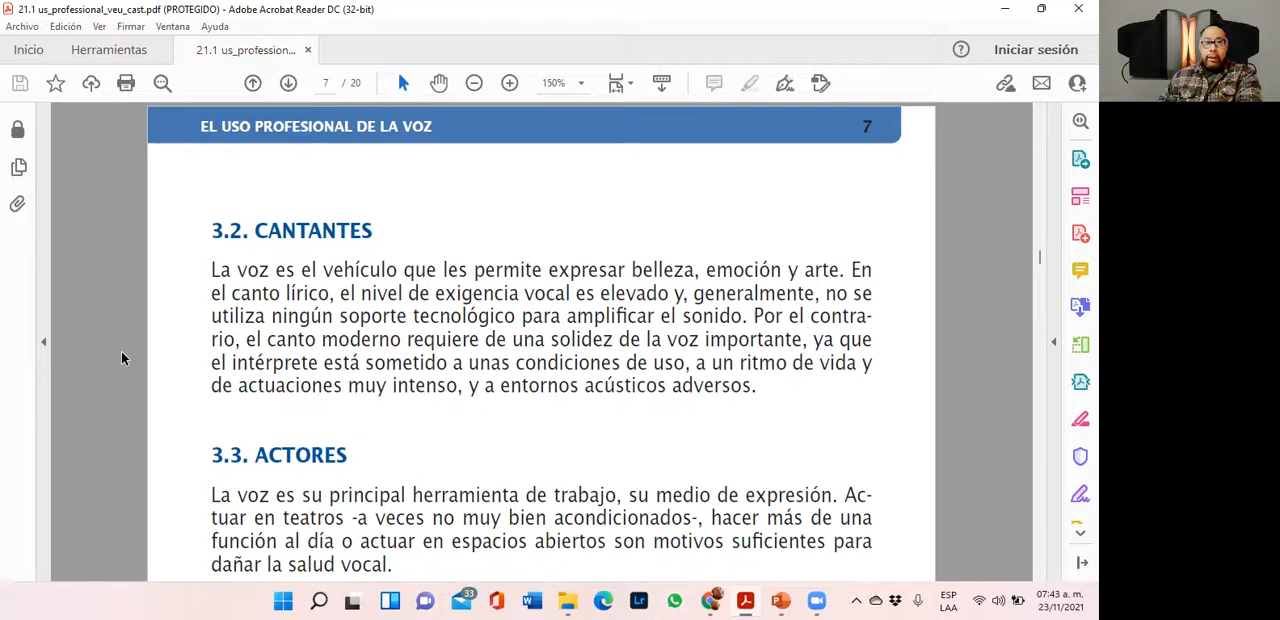 21.1 us_professional_veu_cast.pdf (PROTEGIDO) - Adobe Acrobat Reader DC (32-bit)
Archivo Edición Ver Firmar Ventana Ayuda
Inicio Herramientas 21.1 us_profession... × Iniciar sesión
7 / 20 150%
EL USO PROFESIONAL DE LA VOZ 7
3.2. CANTANTES
La voz es el vehículo que les permite expresar belleza, emoción y arte. En
el canto lírico, el nivel de exigencia vocal es elevado y, generalmente, no se
utiliza ningún soporte tecnológico para amplificar el sonido. Por el contra-
rio, el canto moderno requiere de una solidez de la voz importante, ya que
el intérprete está sometido a unas condiciones de uso, a un ritmo de vida y
de actuaciones muy intenso, y a entornos acústicos adversos.
3.3. ACTORES
La voz es su principal herramienta de trabajo, su medio de expresión. Ac-
tuar en teatros -a veces no muy bien acondicionados-, hacer más de una
función al día o actuar en espacios abiertos son motivos suficientes para
dañar la salud vocal.
33
Lr
ESP
LAA
07:43 a. m.
23/11/2021